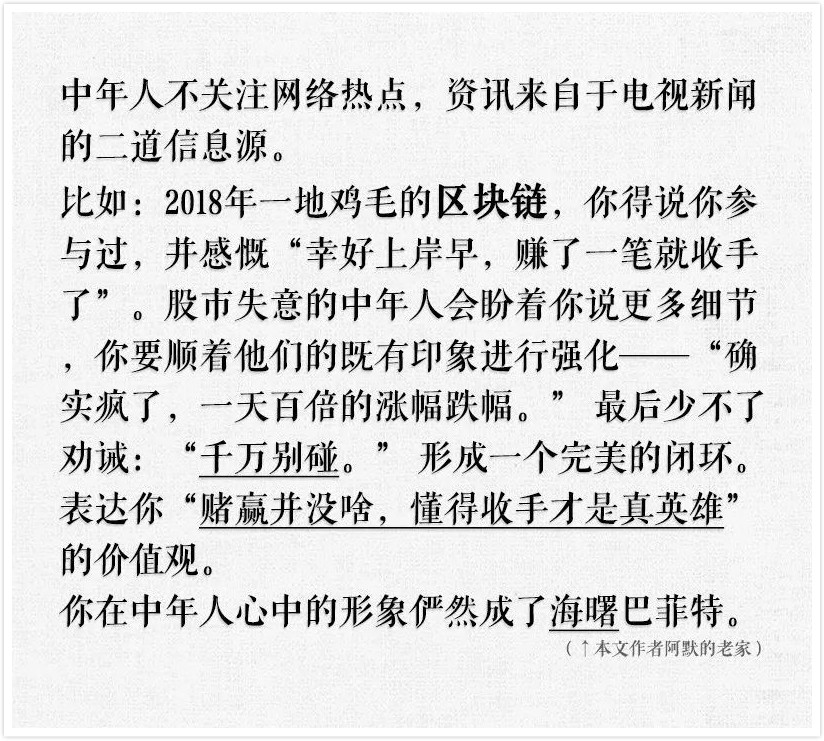 中年人不关注网络热点，资讯来自于电视新闻
的二道信息源。
比如：2018年一地鸡毛的区块链，你得说你参
与过，并感慨“幸好上岸早，赚了一笔就收手
了”。股市失意的中年人会盼着你说更多细节
，你要顺着他们的既有印象进行强化——“确
实疯了，一天百倍的涨幅跌幅。” 最后少不了
劝诫：“千万别碰。” 形成一个完美的闭环。
表达你“赌赢并没啥，懂得收手才是真英雄”
的价值观。
你在中年人心中的形象俨然成了海曙巴菲特。
（↑本文作者阿默的老家）